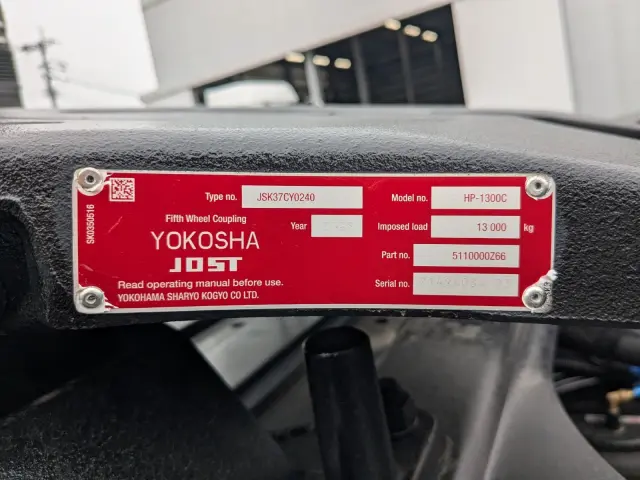 SK0350516
Type no. JSK37CY0240
Model no. HP-1300C
Fifth Wheel Coupling
Year
Imposed load 13 000 kg
YOKOSHA
JOST
Part no. 5110000Z66
Read operating manual before use.
Serial no.
YOKOHAMA SHARYO KOGYO CO LTD.